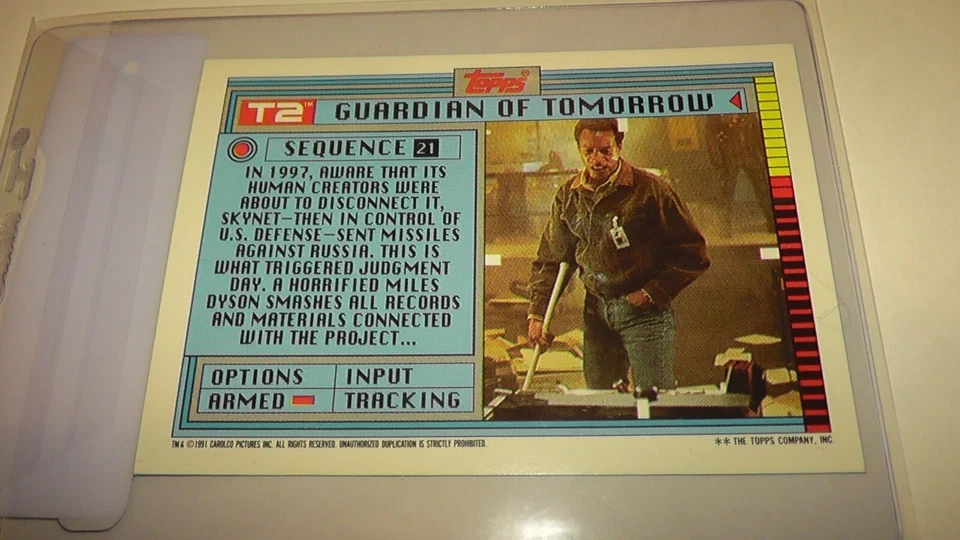 Topps®
T2™ GUARDIAN OF TOMORROW
SEQUENCE 21
IN 1997, AWARE THAT ITS
HUMAN CREATORS WERE
ABOUT TO DISCONNECT IT,
SKYNET—THEN IN CONTROL OF
U.S. DEFENSE—SENT MISSILES
AGAINST RUSSIA. THIS IS
WHAT TRIGGERED JUDGMENT
DAY. A HORRIFIED MILES
DYSON SMASHES ALL RECORDS
AND MATERIALS CONNECTED
WITH THE PROJECT...
OPTIONS INPUT
ARMED TRACKING
TM & ©1991 CAROLCO PICTURES INC. ALL RIGHTS RESERVED. UNAUTHORIZED DUPLICATION IS STRICTLY PROHIBITED.
** THE TOPPS COMPANY, INC.